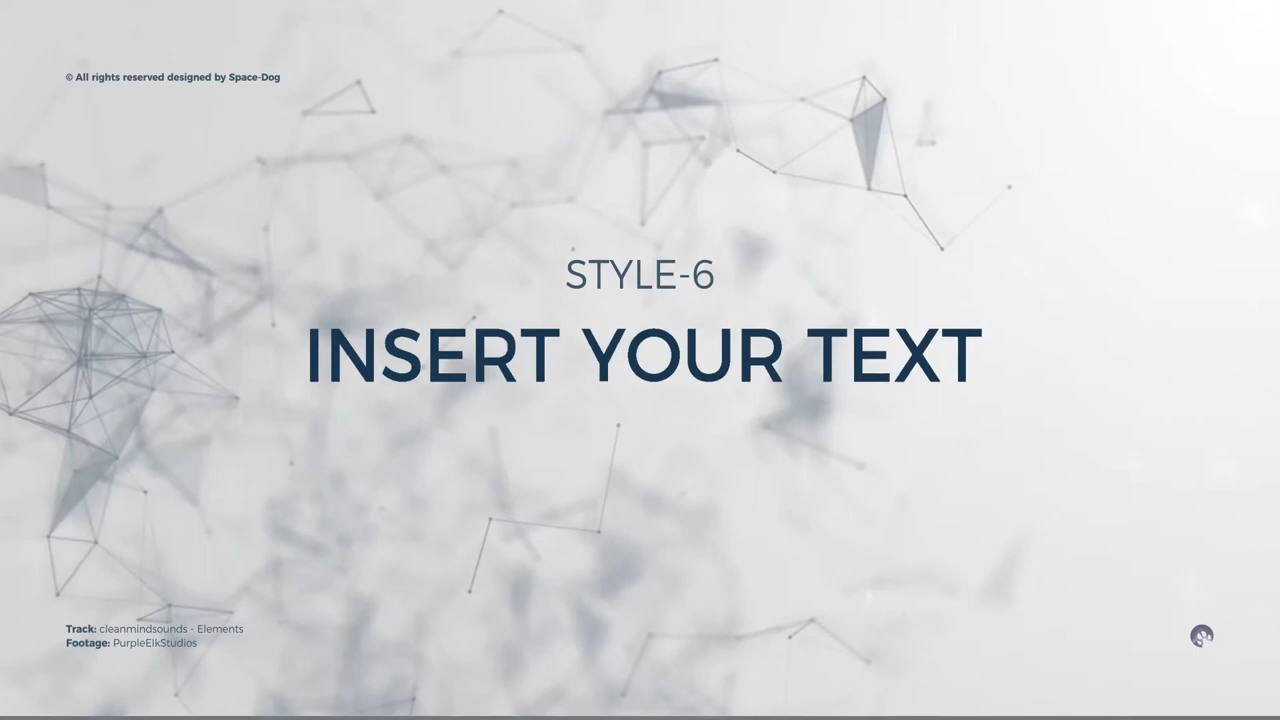 © All rights reserved designed by Space-Dog
STYLE-6
INSERT YOUR TEXT
Track: cleanmindsounds - Elements
Footage: PurpleElkStudios